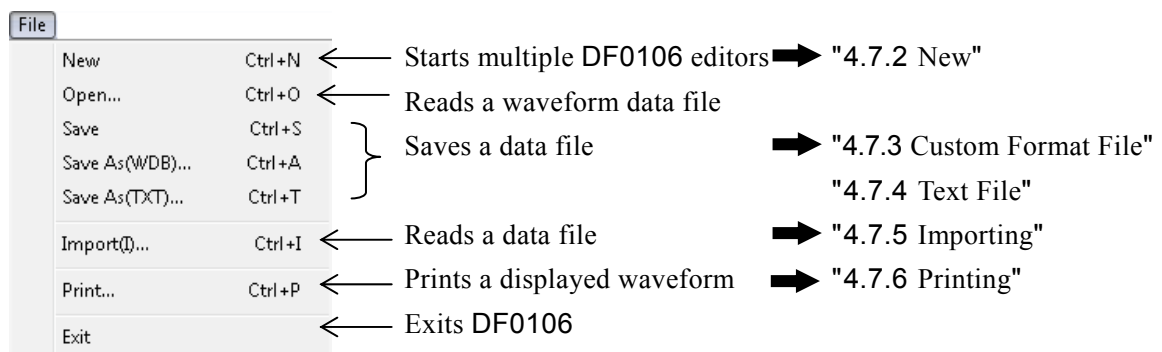 File
New Ctrl+N Starts multiple DF0106 editors "4.7.2 New"
Open... Ctrl+O Reads a waveform data file
Save Ctrl+S
Save As(WDB)... Ctrl+A Saves a data file "4.7.3 Custom Format File"
Save As(TXT)... Ctrl+T "4.7.4 Text File"
Import(I)... Ctrl+I Reads a data file "4.7.5 Importing"
Print... Ctrl+P Prints a displayed waveform "4.7.6 Printing"
Exit Exits DF0106